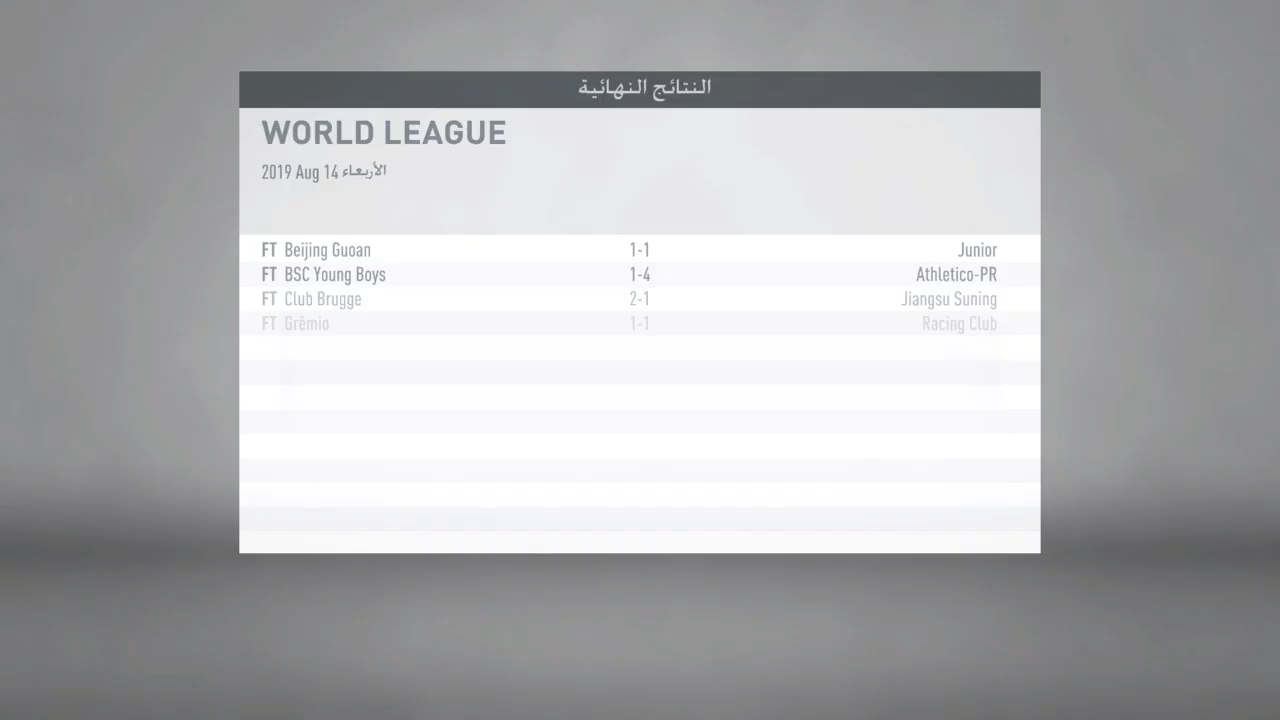 النتائج النهائية
WORLD LEAGUE
2019 Aug 14 الأربعاء
FT Beijing Guoan 1-1 Junior
FT BSC Young Boys 1-4 Athletico-PR
FT Club Brugge 2-1 Jiangsu Suning
FT Grêmio 1-1 Racing Club